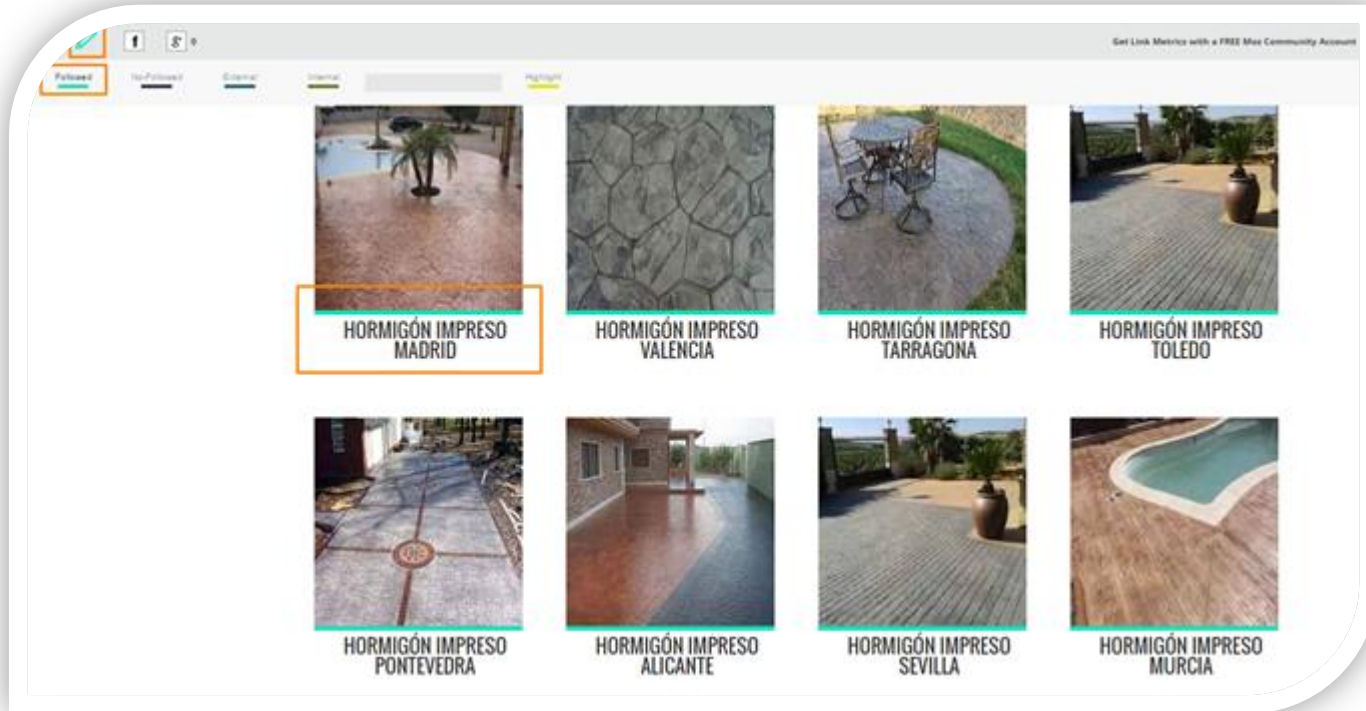 Get Link Metrics with a FREE Moz Community Account
Followed
No-Followed
External
Internal
Highlight
HORMIGÓN IMPRESO
MADRID
HORMIGÓN IMPRESO
VALENCIA
HORMIGÓN IMPRESO
TARRAGONA
HORMIGÓN IMPRESO
TOLEDO
HORMIGÓN IMPRESO
PONTEVEDRA
HORMIGÓN IMPRESO
ALICANTE
HORMIGÓN IMPRESO
SEVILLA
HORMIGÓN IMPRESO
MURCIA